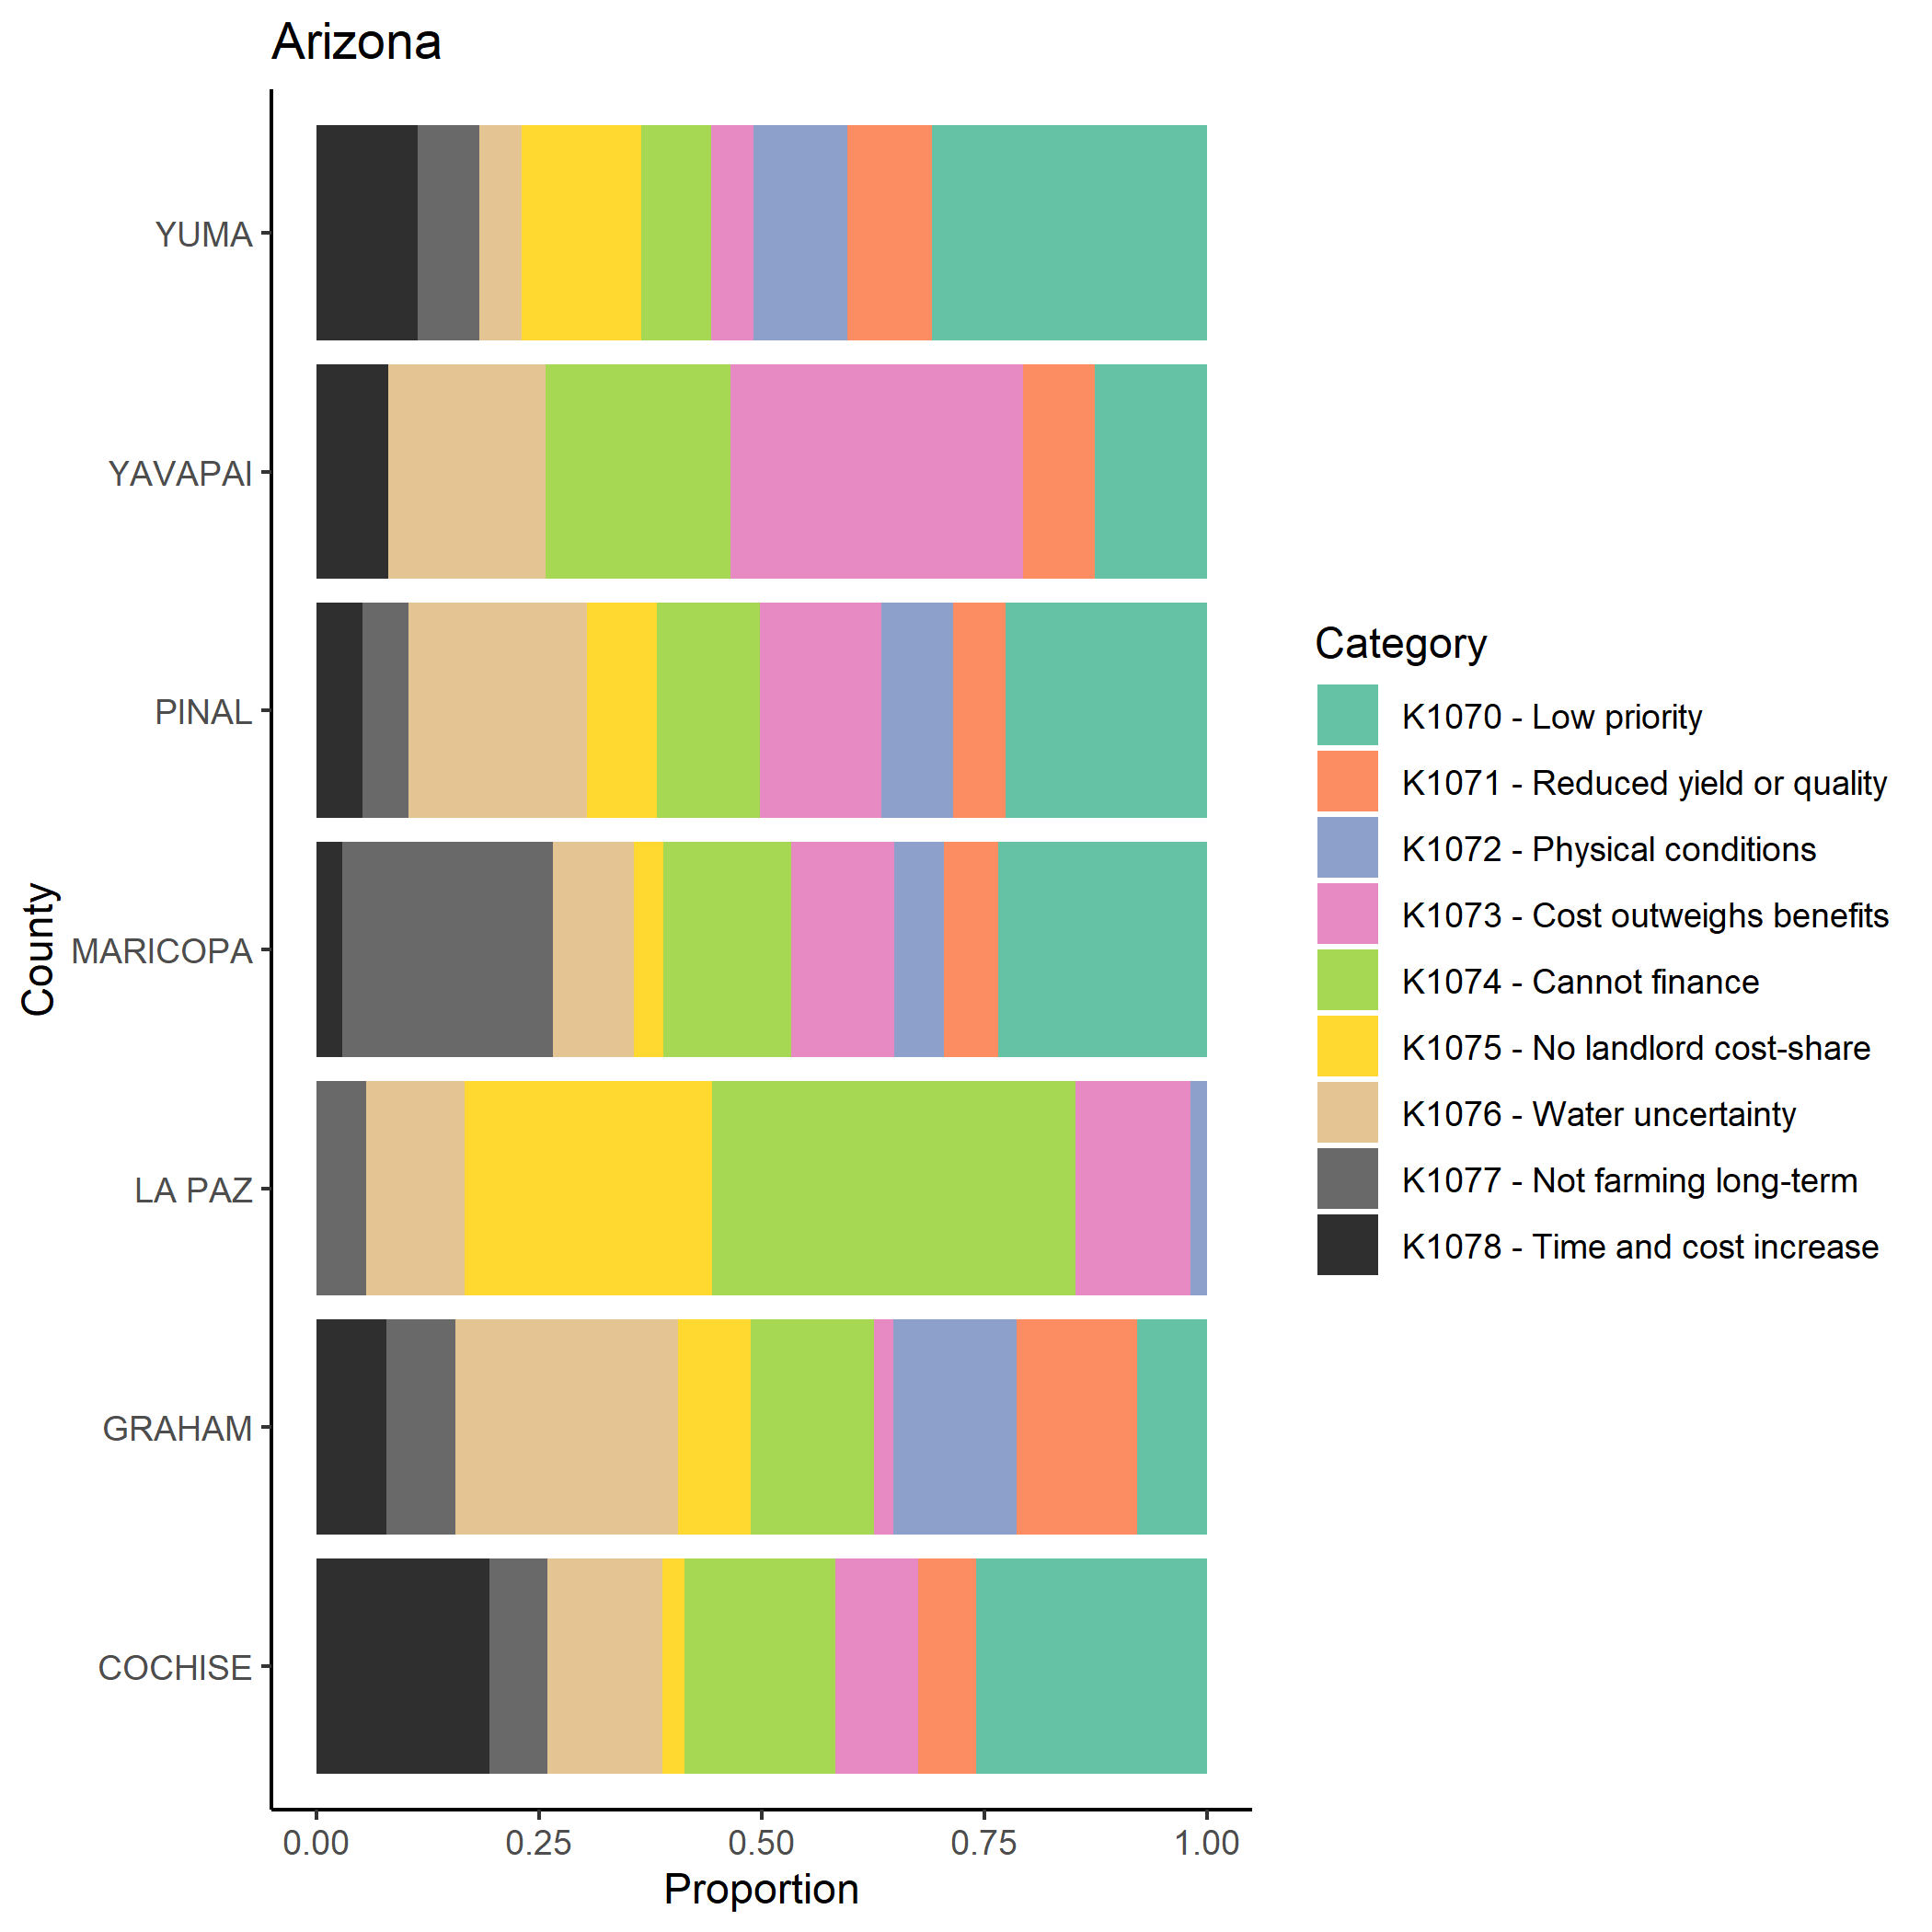 Arizona
County
YUMA
YAVAPAI
PINAL
MARICOPA
LA PAZ
GRAHAM
COCHISE
0.00 0.25 0.50 0.75 1.00
Proportion
Category
K1070 - Low priority
K1071 - Reduced yield or quality
K1072 - Physical conditions
K1073 - Cost outweighs benefits
K1074 - Cannot finance
K1075 - No landlord cost-share
K1076 - Water uncertainty
K1077 - Not farming long-term
K1078 - Time and cost increase